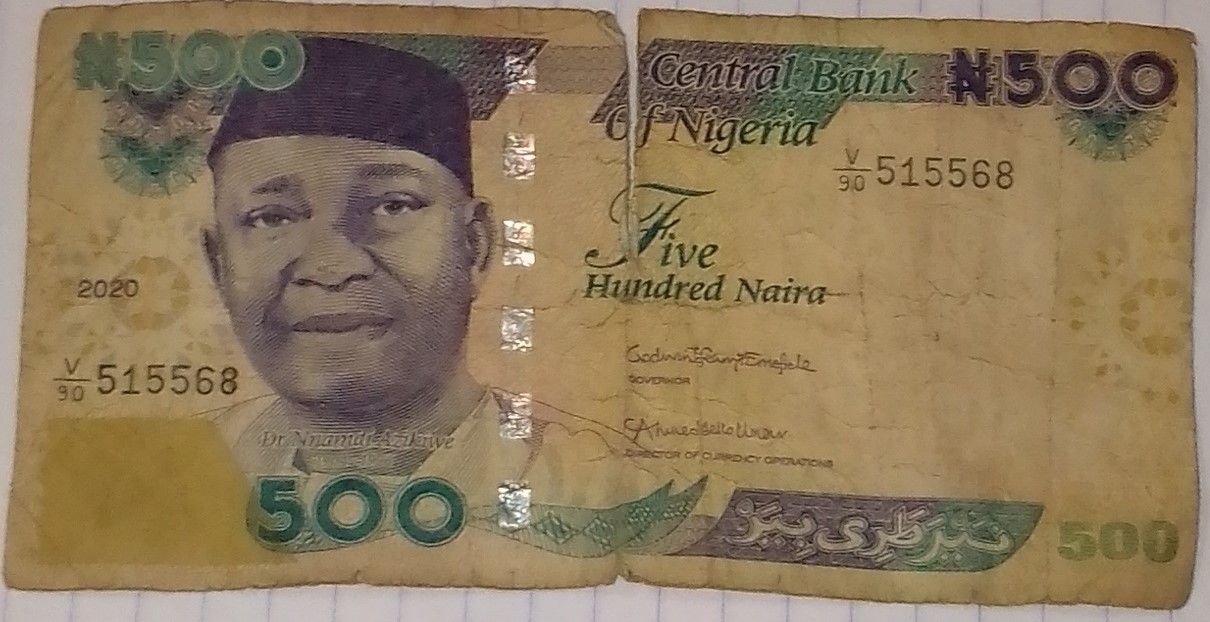 ₦500
Central Bank
Of Nigeria
₦500
V/90 515568
Five
Hundred Naira
2020
V/90 515568
GOVERNOR
DIRECTOR OF CURRENCY OPERATIONS
Dr. Nnamdi Azikiwe
500
نَيْرَ طَرِى بِيَرْ
500